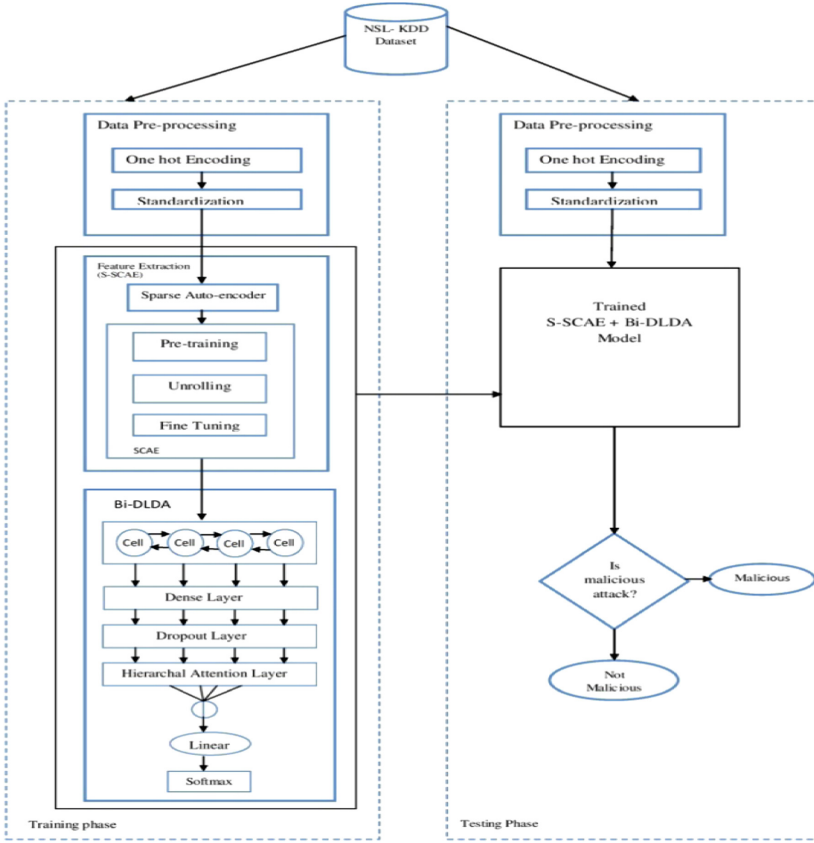 NSL- KDD
Dataset
Data Pre-processing
One hot Encoding
Standardization
Feature Extraction
(S-SCAE)
Sparse Auto-encoder
Pre-training
Unrolling
Fine Tuning
SCAE
Bi-DLDA
Cell Cell Cell Cell
Dense Layer
Dropout Layer
Hierarchal Attention Layer
Linear
Softmax
Training phase
Data Pre-processing
One hot Encoding
Standardization
Trained
S-SCAE + Bi-DLDA
Model
Is
malicious
attack?
Malicious
Not
Malicious
Testing Phase